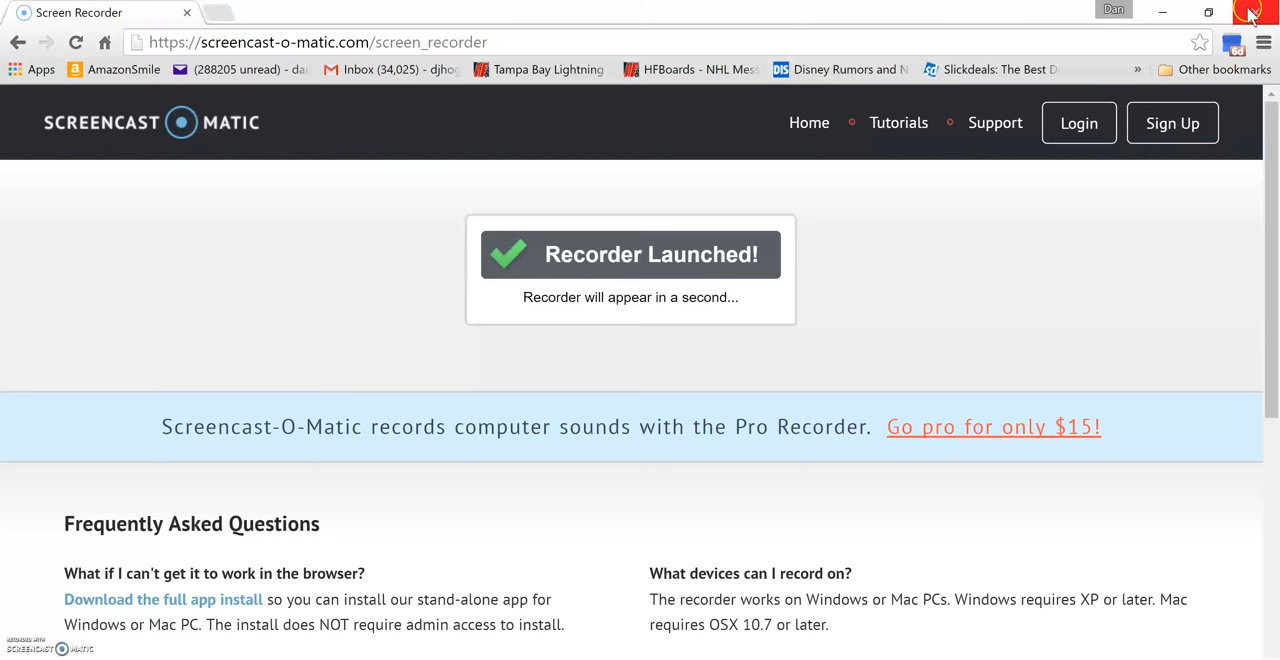 Screen Recorder
Dan
https://screencast-o-matic.com/screen_recorder
6d
Apps AmazonSmile (288205 unread) - da Inbox (34,025) - djhog Tampa Bay Lightning HFBoards - NHL Mess DIS Disney Rumors and N Slickdeals: The Best D » Other bookmarks
SCREENCAST MATIC Home Tutorials Support Login Sign Up
Recorder Launched!
Recorder will appear in a second...
Screencast-O-Matic records computer sounds with the Pro Recorder. Go pro for only $15!
Frequently Asked Questions
What if I can't get it to work in the browser?
Download the full app install so you can install our stand-alone app for
Windows or Mac PC. The install does NOT require admin access to install.
What devices can I record on?
The recorder works on Windows or Mac PCs. Windows requires XP or later. Mac
requires OSX 10.7 or later.
RECORDED WITH
SCREENCAST MATIC